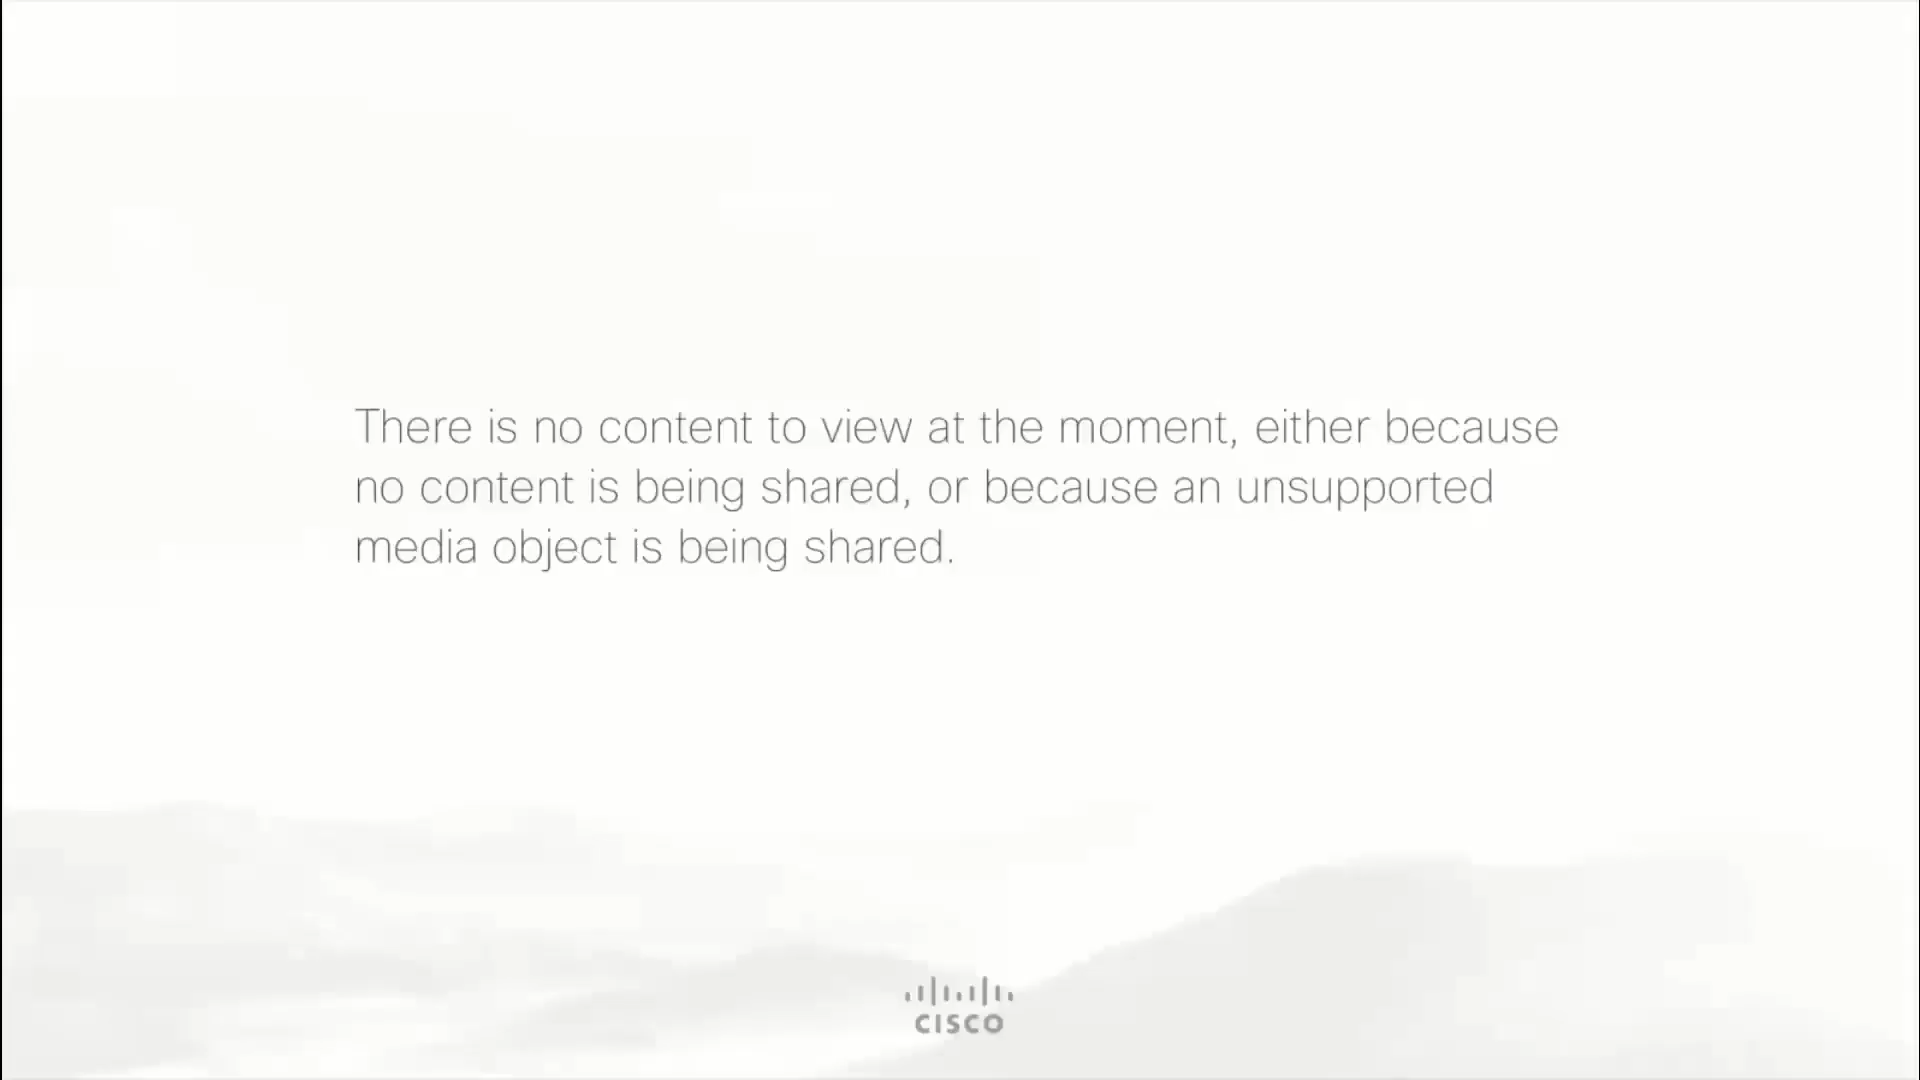 There is no content to view at the moment, either because
no content is being shared, or because an unsupported
media object is being shared.
CISCO